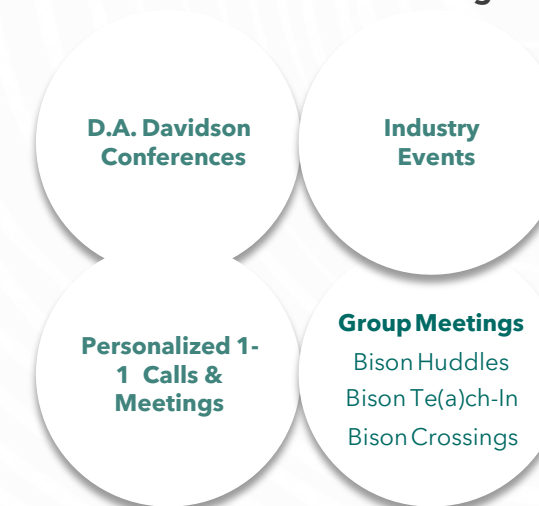 D.A. Davidson
Conferences
Industry
Events
Personalized 1-
1 Calls &
Meetings
Group Meetings
Bison Huddles
Bison Te(a)ch-In
Bison Crossings